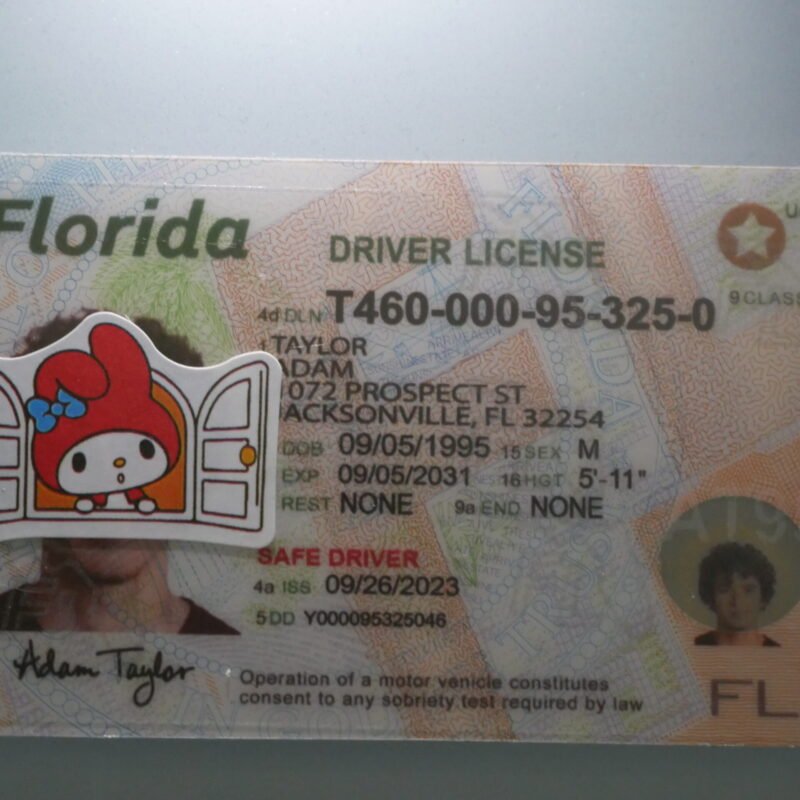 Florida
DRIVER LICENSE
4d DLN T460-000-95-325-0
9 CLASS
TAYLOR
ADAM
072 PROSPECT ST
JACKSONVILLE, FL 32254
DOB 09/05/1995 15 SEX M
EXP 09/05/2031 16 HGT 5'-11"
REST NONE 9a END NONE
SAFE DRIVER
4a ISS 09/26/2023
5 DD Y000095325046
Adam Taylor
Operation of a motor vehicle constitutes
consent to any sobriety test required by law
FL